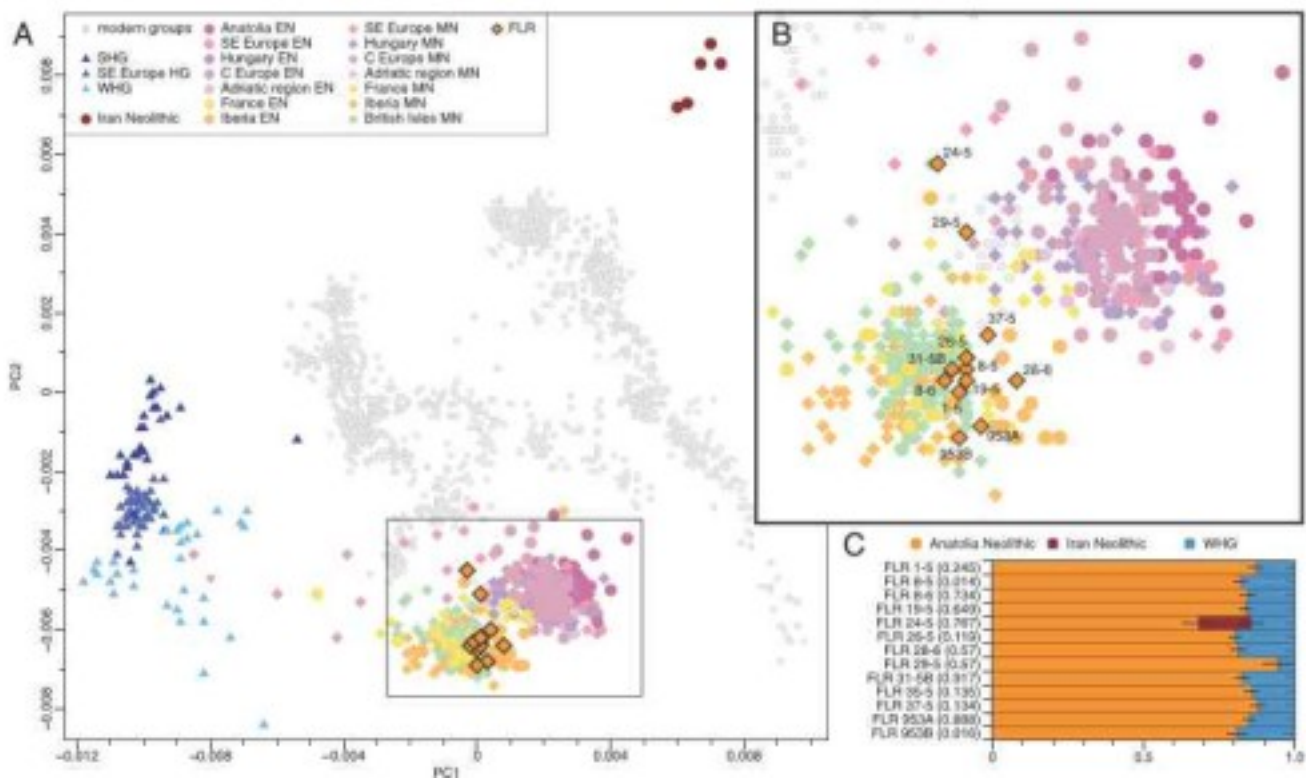 A
modern groups
SHG
SE Europe HG
WHG
Iran Neolithic
Anatolia EN
SE Europe EN
Hungary EN
C Europe EN
Adriatic region EN
France EN
Iberia EN
SE Europe MN
Hungary MN
C Europe MN
Adriatic region MN
France MN
Iberia MN
British Isles MN
FLR
PC2
0.008
0.006
0.004
0.002
0
−0.002
−0.004
−0.006
−0.008
−0.012
−0.008
−0.004
0
0.004
0.008
PC1
B
24-5
29-5
37-5
26-5
31-5B
8-5
28-6
8-6
19-5
1-5
953A
953B
C
Anatolia Neolithic
Iran Neolithic
WHG
FLR 1-5 (0.245)
FLR 8-5 (0.014)
FLR 8-6 (0.734)
FLR 19-5 (0.649)
FLR 24-5 (0.767)
FLR 26-5 (0.119)
FLR 28-6 (0.57)
FLR 29-5 (0.57)
FLR 31-5B (0.917)
FLR 35-5 (0.135)
FLR 37-5 (0.134)
FLR 953A (0.888)
FLR 953B (0.016)
0
0.5
1.0